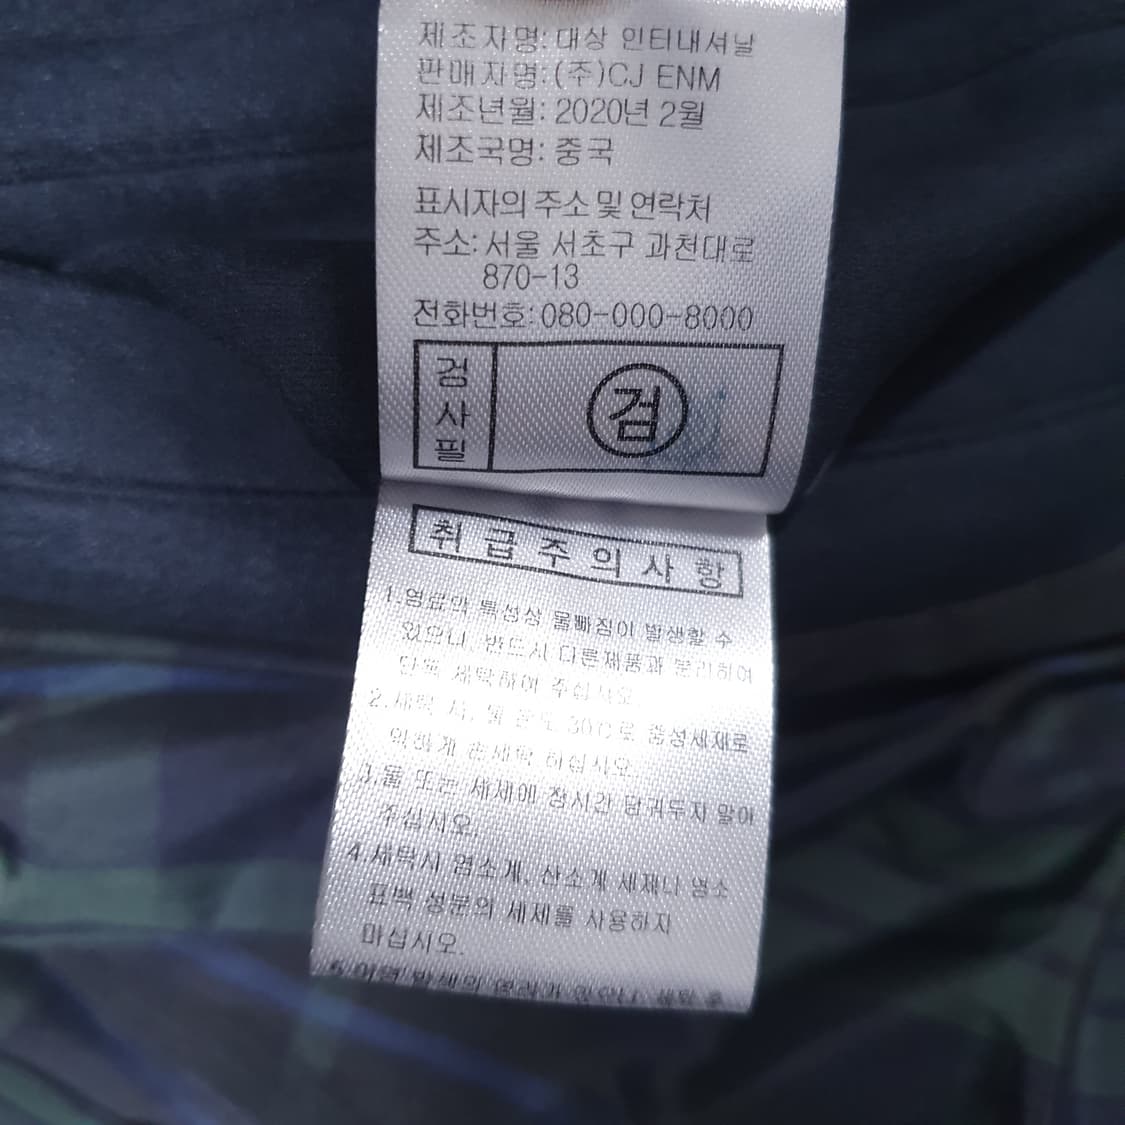 제조자명: 대상 인터내셔날
판매자명:(주)CJ ENM
제조년월: 2020년 2월
제조국명: 중국
표시자의 주소 및 연락처
주소: 서울 서초구 과천대로
870-13
전화번호: 080-000-8000
검사필
검
취급주의사항
1.염료의 특성상 물빠짐이 발생할 수
있으니, 반드시 다른제품과 분리하여
단독 세탁하여 주십시오.
2.세탁 시, 물 온도 30℃로 중성세제로
약하게 손세탁 하십시오.
3.물 또는 세제에 장시간 담궈두지 말아
주십시오.
4.세탁시 염소계, 산소계 세제나 염소
표백 성분의 세제를 사용하지
마십시오.
세탁 후